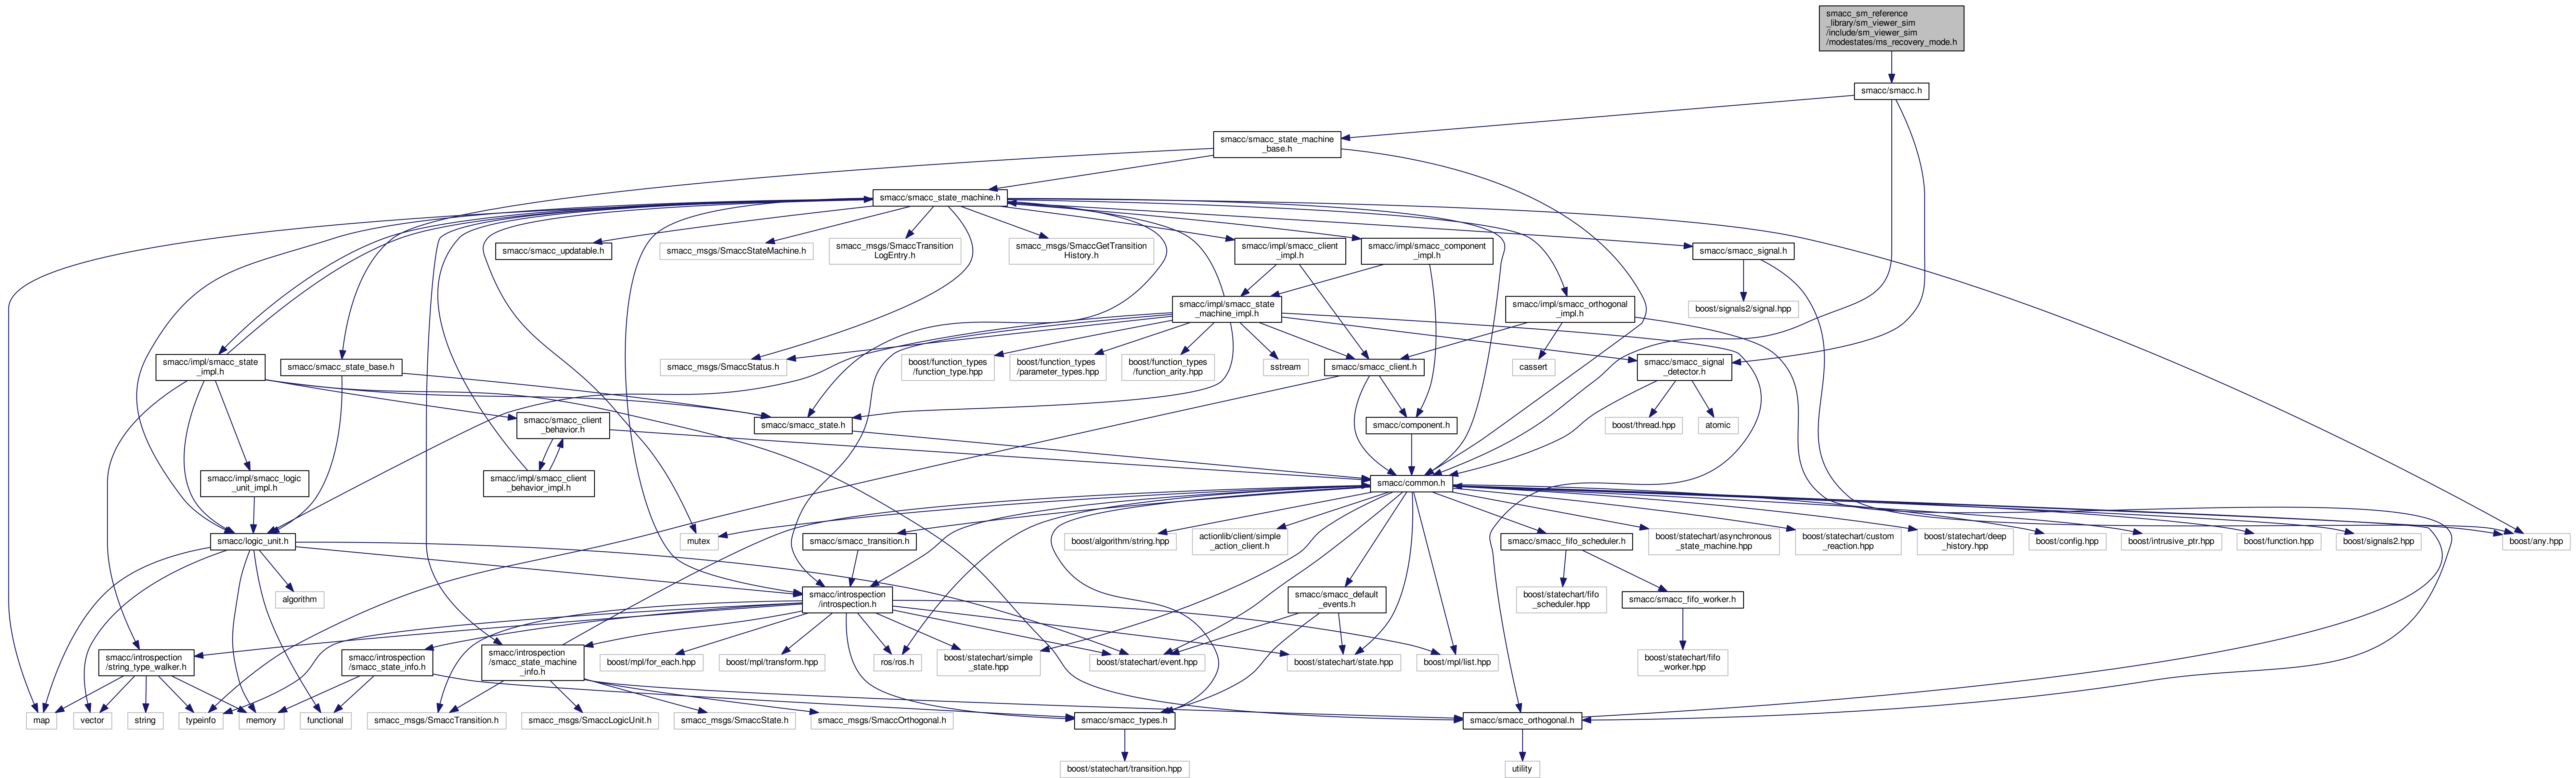 smacc_sm_reference
_library/sm_viewer_sim
/include/sm_viewer_sim
/modestates/ms_recovery_mode.h
smacc/smacc.h
smacc/smacc_state_machine
_base.h
smacc/smacc_state_machine.h
smacc/smacc_updatable.h
smacc_msgs/SmaccStateMachine.h
smacc_msgs/SmaccTransition
LogEntry.h
smacc_msgs/SmaccGetTransition
History.h
smacc/impl/smacc_client
_impl.h
smacc/impl/smacc_component
_impl.h
smacc/smacc_signal.h
smacc/impl/smacc_state
_machine_impl.h
smacc/impl/smacc_orthogonal
_impl.h
boost/signals2/signal.hpp
smacc/impl/smacc_state
_impl.h
smacc/smacc_state_base.h
smacc_msgs/SmaccStatus.h
boost/function_types
/function_type.hpp
boost/function_types
/parameter_types.hpp
boost/function_types
/function_arity.hpp
sstream
smacc/smacc_client.h
cassert
smacc/smacc_signal
_detector.h
smacc/smacc_client
_behavior.h
smacc/smacc_state.h
smacc/component.h
boost/thread.hpp
atomic
smacc/impl/smacc_logic
_unit_impl.h
smacc/impl/smacc_client
_behavior_impl.h
smacc/common.h
smacc/logic_unit.h
mutex
smacc/smacc_transition.h
boost/algorithm/string.hpp
actionlib/client/simple
_action_client.h
smacc/smacc_fifo_scheduler.h
boost/statechart/asynchronous
_state_machine.hpp
boost/statechart/custom
_reaction.hpp
boost/statechart/deep
_history.hpp
boost/config.hpp
boost/intrusive_ptr.hpp
boost/function.hpp
boost/signals2.hpp
boost/any.hpp
algorithm
smacc/introspection
/introspection.h
smacc/smacc_default
_events.h
boost/statechart/fifo
_scheduler.hpp
smacc/smacc_fifo_worker.h
smacc/introspection
/string_type_walker.h
smacc/introspection
/smacc_state_info.h
smacc/introspection
/smacc_state_machine
_info.h
boost/mpl/for_each.hpp
boost/mpl/transform.hpp
ros/ros.h
boost/statechart/simple
_state.hpp
boost/statechart/event.hpp
boost/statechart/state.hpp
boost/mpl/list.hpp
boost/statechart/fifo
_worker.hpp
map
vector
string
typeinfo
memory
functional
smacc_msgs/SmaccTransition.h
smacc_msgs/SmaccLogicUnit.h
smacc_msgs/SmaccState.h
smacc_msgs/SmaccOrthogonal.h
smacc/smacc_types.h
smacc/smacc_orthogonal.h
boost/statechart/transition.hpp
utility